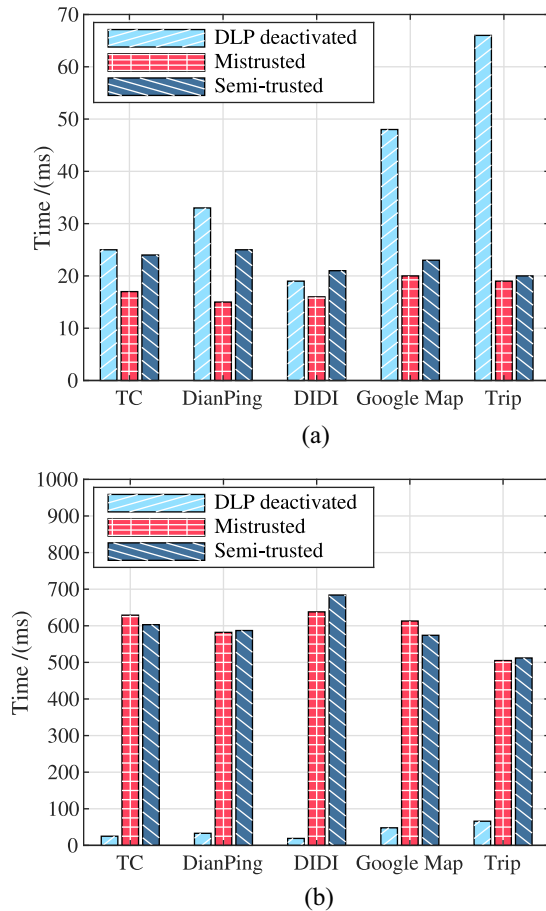 70
60
50
40
30
20
10
0
Time /(ms)
DLP deactivated
Mistrusted
Semi-trusted
TC DianPing DIDI Google Map Trip
(a)
1000
900
800
700
600
500
400
300
200
100
0
Time /(ms)
DLP deactivated
Mistrusted
Semi-trusted
TC DianPing DIDI Google Map Trip
(b)